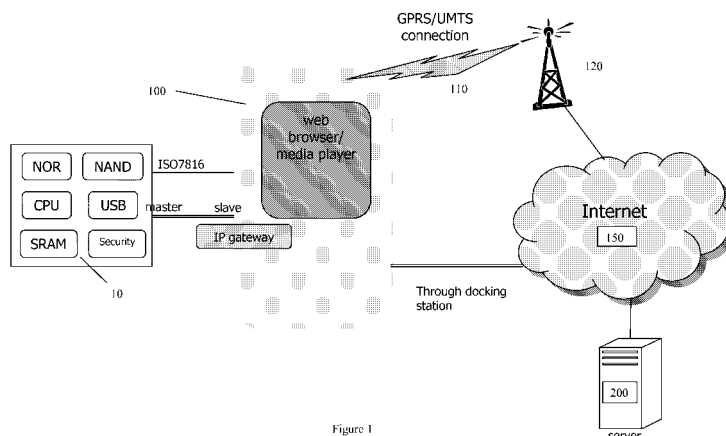 GPRS/UMTS
connection
120
100
110
web
browser/
media player
NOR
NAND
ISO7816
CPU
USB
master
slave
SRAM
Security
IP gateway
10
Internet
150
Through docking
station
200
server
Figure 1